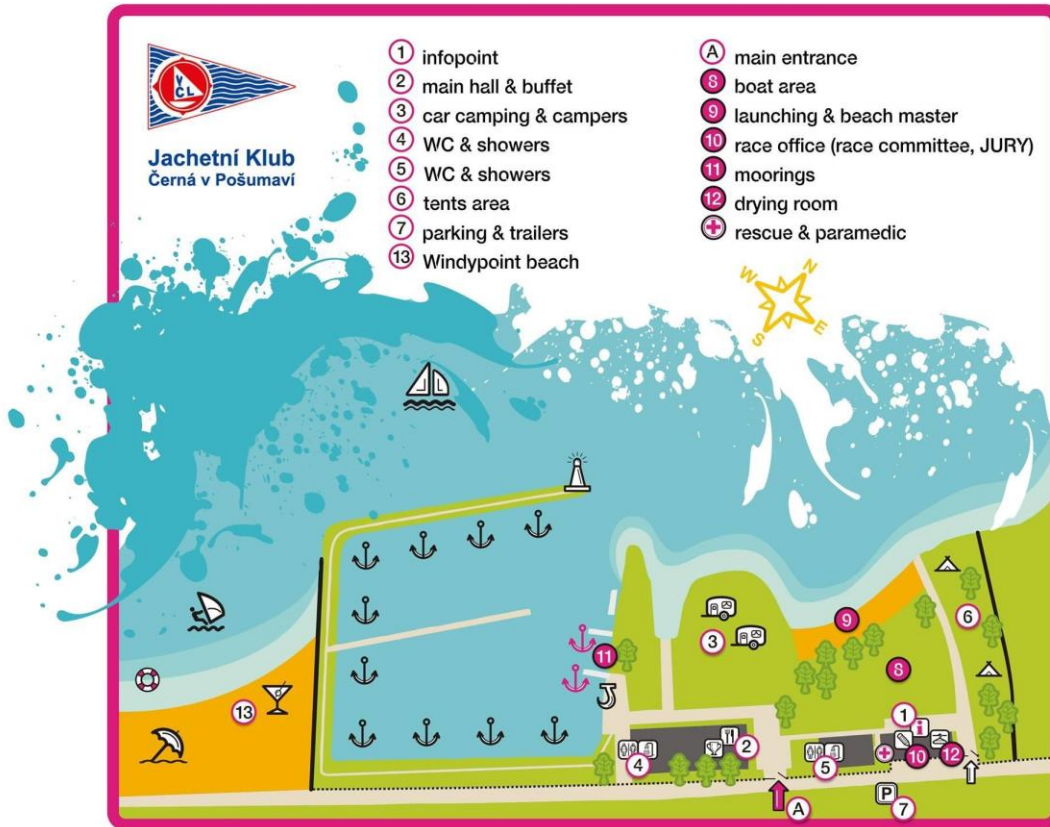 V
ČL
Jachetní Klub
Černá v Pošumaví
1 infopoint
2 main hall & buffet
3 car camping & campers
4 WC & showers
5 WC & showers
6 tents area
7 parking & trailers
13 Windypoint beach
A main entrance
8 boat area
9 launching & beach master
10 race office (race committee, JURY)
11 moorings
12 drying room
rescue & paramedic
N
W
E
S
9
6
3
11
8
13
1
i
2
4
5
10
12
P
7
A